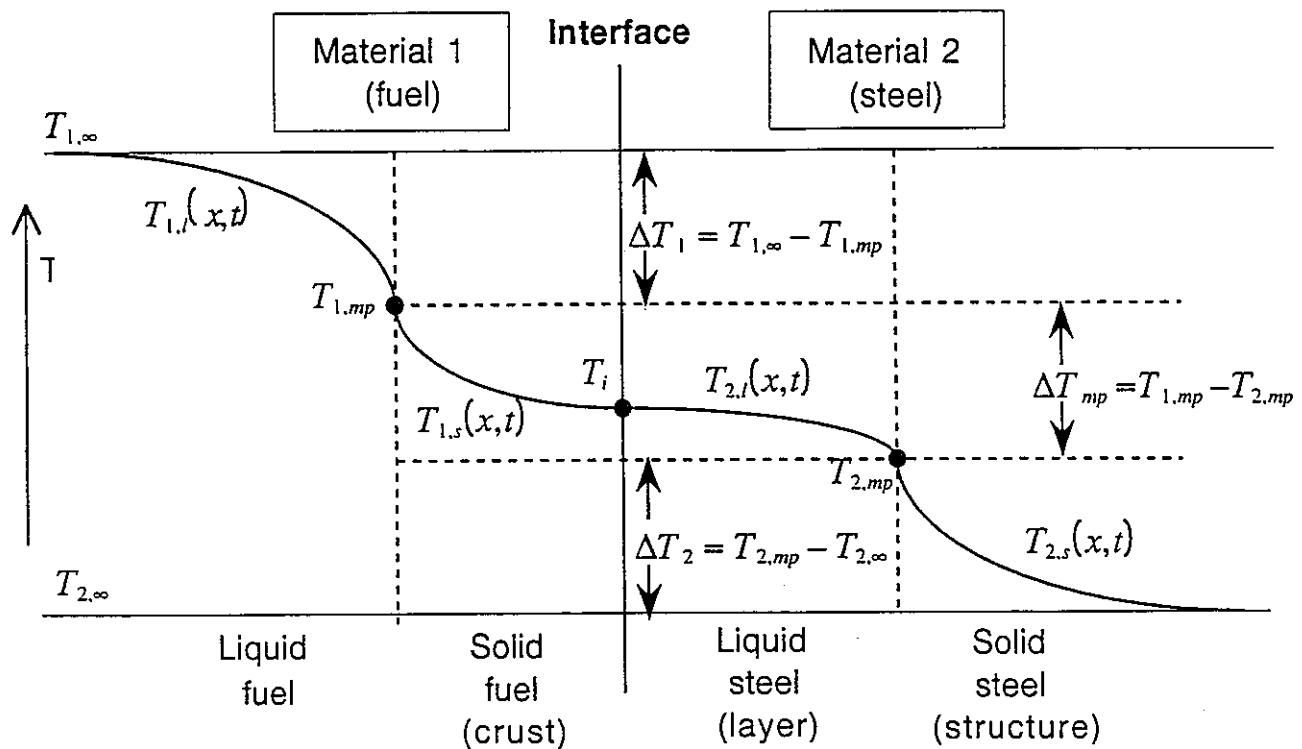 Interface
Material 1
(fuel)
Material 2
(steel)
T1,∞
T1,l(x,t)
ΔT1 = T1,∞ − T1,mp
T
T1,mp
Ti
T2,l(x,t)
ΔTmp = T1,mp − T2,mp
T1,s(x,t)
T2,mp
ΔT2 = T2,mp − T2,∞
T2,s(x,t)
T2,∞
Liquid
fuel
Solid
fuel
(crust)
Liquid
steel
(layer)
Solid
steel
(structure)